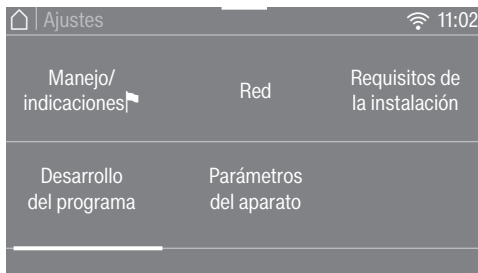 Ajustes 11:02
Manejo/
indicaciones
Red
Requisitos de
la instalación
Desarrollo
del programa
Parámetros
del aparato